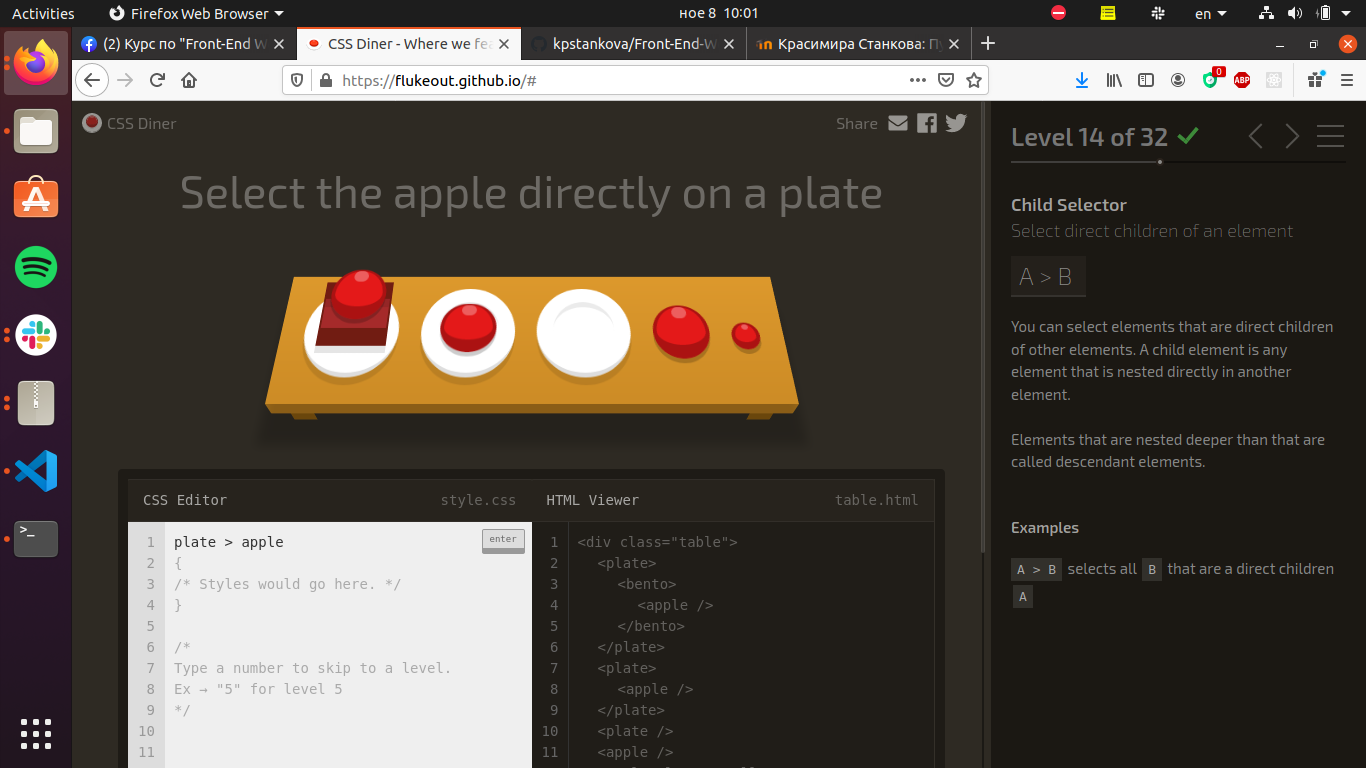 Activities
Firefox Web Browser
ное 8 10:01
en
(2) Курс по "Front-End W
CSS Diner - Where we fea
kpstankova/Front-End-W
Красимира Станкова: П
https://flukeout.github.io/#
0
ABP
CSS Diner
Share
Select the apple directly on a plate
CSS Editor
style.css
HTML Viewer
table.html
enter
1 plate > apple
2 {
3 /* Styles would go here. */
4 }
5
6 /*
7 Type a number to skip to a level.
8 Ex → "5" for level 5
9 */
10
11
1 <div class="table">
2 <plate>
3 <bento>
4 <apple />
5 </bento>
6 </plate>
7 <plate>
8 <apple />
9 </plate>
10 <plate />
11 <apple />
Level 14 of 32
Child Selector
Select direct children of an element
A > B
You can select elements that are direct children
of other elements. A child element is any
element that is nested directly in another
element.
Elements that are nested deeper than that are
called descendant elements.
Examples
A > B selects all B that are a direct children
A